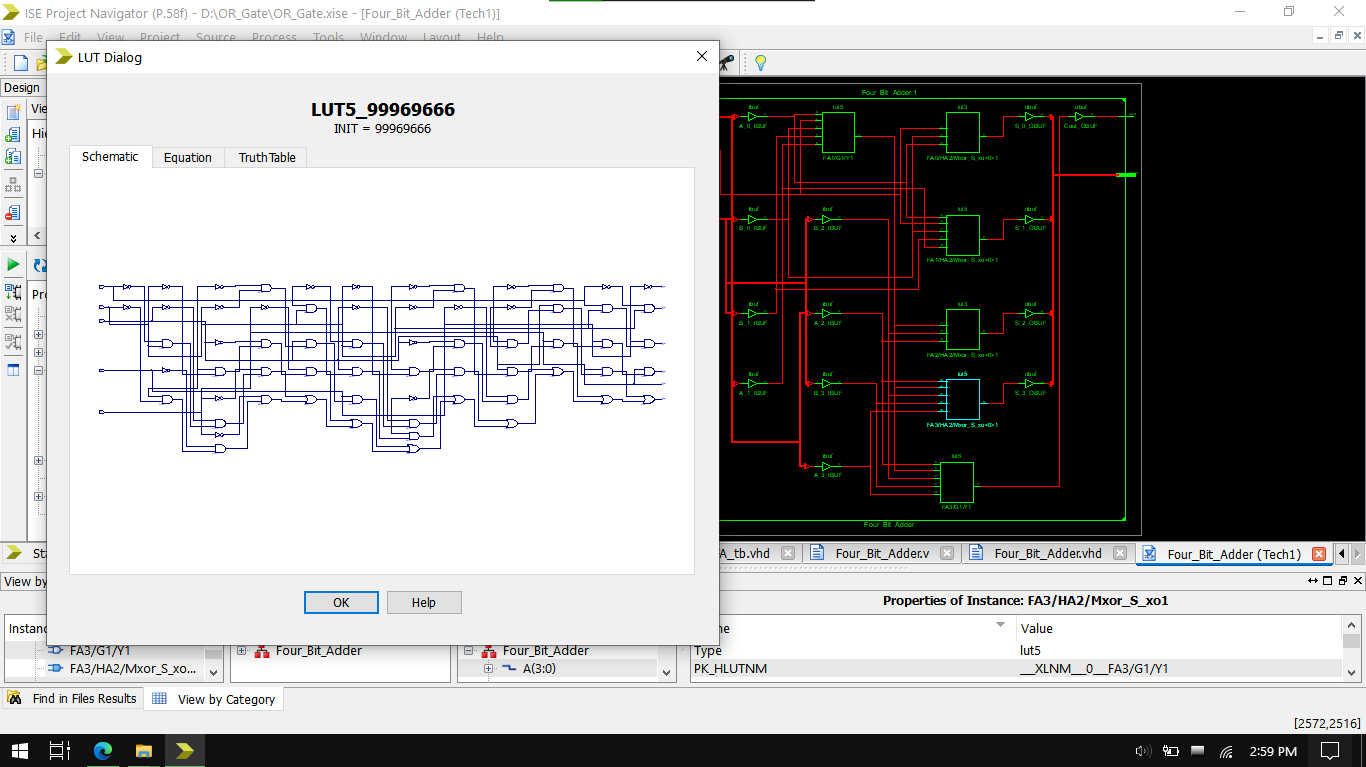 ISE Project Navigator (P.58f) - D:\OR_Gate\OR_Gate.xise - [Four_Bit_Adder (Tech1)]
File Edit View Project Source Process Tools Window Layout Help
LUT Dialog
Design
LUT5_99969666
INIT = 99969666
Schematic Equation TruthTable
OK Help
Four_Bit_Adder:1
ibuf
A_0_IBUF
lut5
FA1/G1/Y1
lut3
FA0/HA2/Mxor_S_xo<0>1
obuf
S_0_OBUF
obuf
Cout_OBUF
ibuf
B_0_IBUF
ibuf
B_2_IBUF
lut5
FA1/HA2/Mxor_S_xo<0>1
obuf
S_1_OBUF
ibuf
B_1_IBUF
ibuf
A_2_IBUF
lut3
FA2/HA2/Mxor_S_xo<0>1
obuf
S_2_OBUF
ibuf
A_1_IBUF
ibuf
B_3_IBUF
lut5
FA3/HA2/Mxor_S_xo<0>1
obuf
S_3_OBUF
ibuf
A_3_IBUF
lut5
FA3/G1/Y1
Four_Bit_Adder
A_tb.vhd Four_Bit_Adder.v Four_Bit_Adder.vhd Four_Bit_Adder (Tech1)
View by
Properties of Instance: FA3/HA2/Mxor_S_xo1
Value
FA3/G1/Y1 Four_Bit_Adder Four_Bit_Adder Type lut5
FA3/HA2/Mxor_S_xo... A(3:0) PK_HLUTNM ___XLNM___0___FA3/G1/Y1
Find in Files Results View by Category
[2572,2516]
2:59 PM